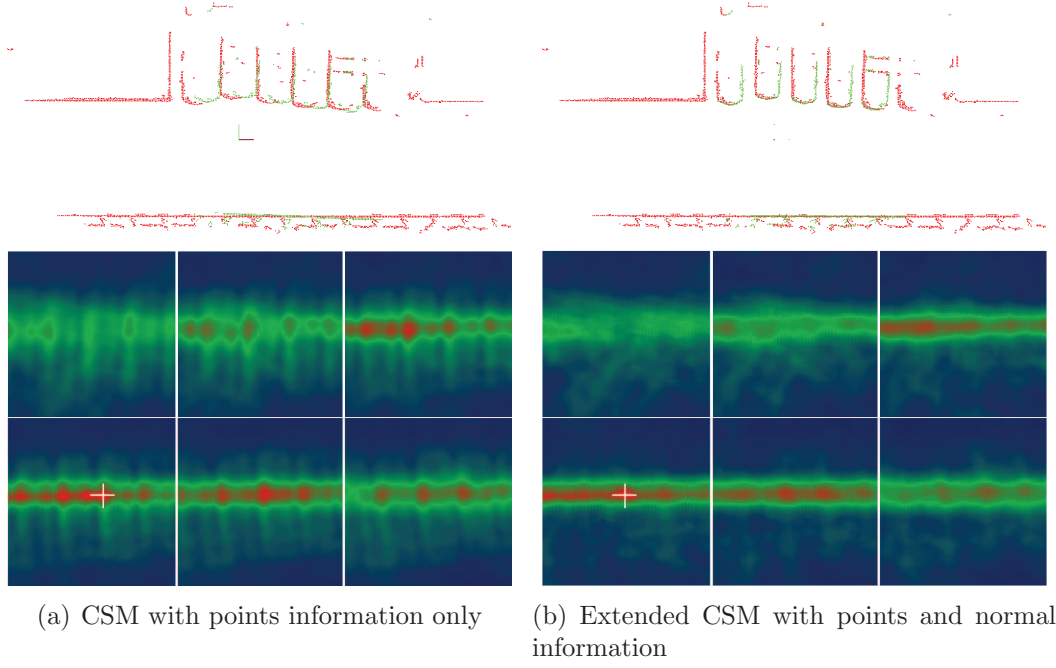 (a) CSM with points information only
(b) Extended CSM with points and normal
information